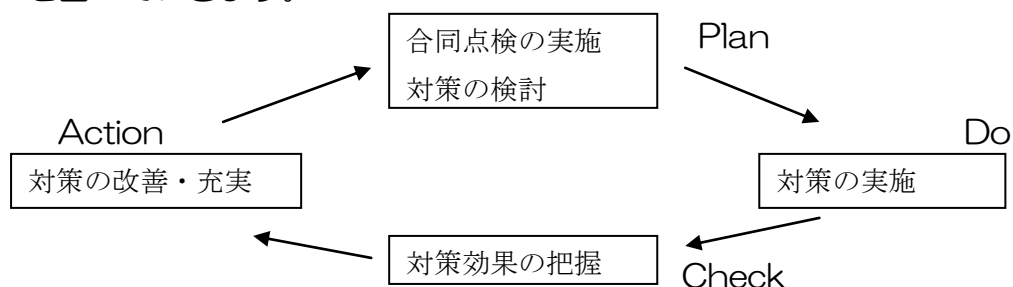 合同点検の実施
対策の検討
Plan
Action
Do
対策の改善・充実
対策の実施
対策効果の把握
Check